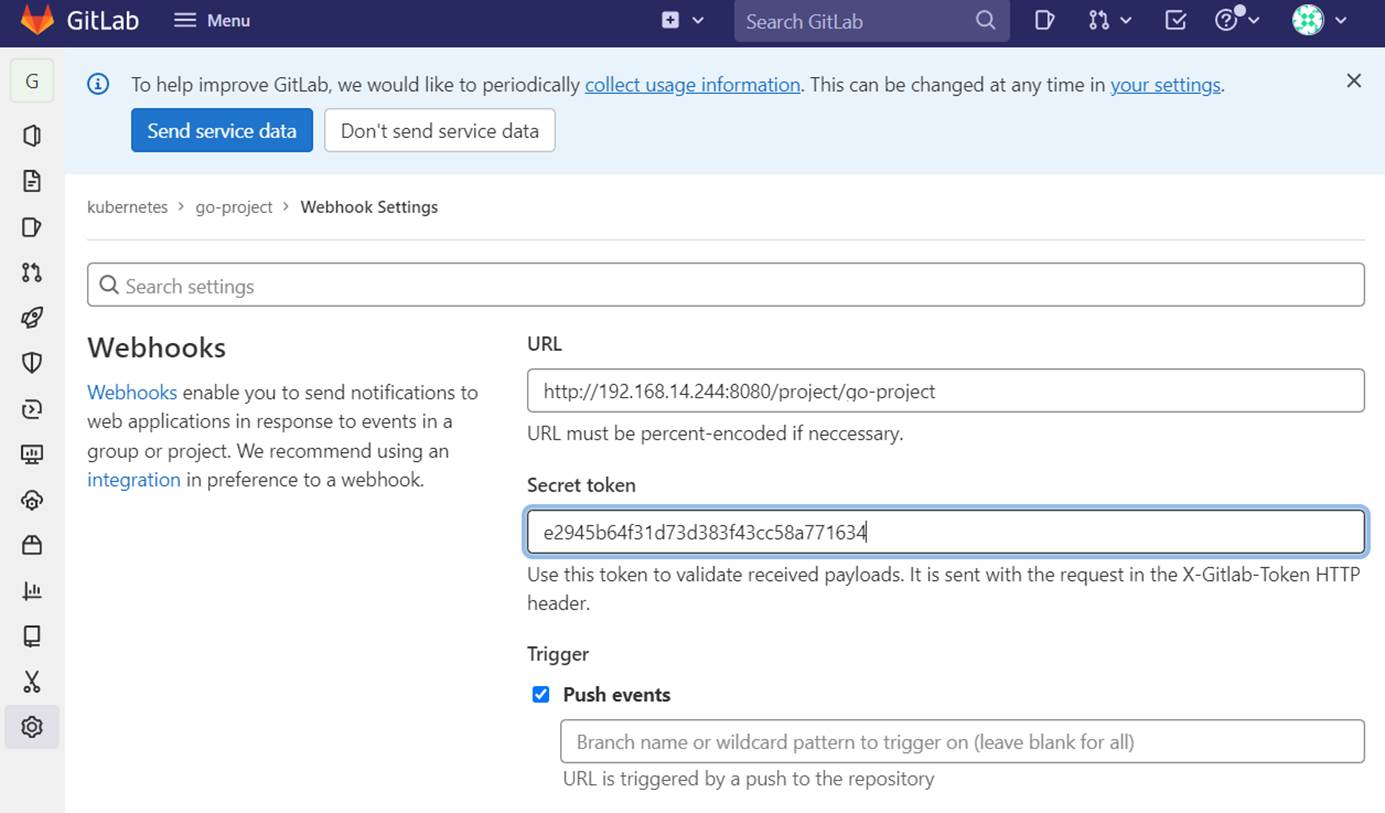 GitLab Menu Search GitLab
G
To help improve GitLab, we would like to periodically collect usage information. This can be changed at any time in your settings.
Send service data Don't send service data
kubernetes > go-project > Webhook Settings
Search settings
Webhooks
Webhooks enable you to send notifications to
web applications in response to events in a
group or project. We recommend using an
integration in preference to a webhook.
URL
http://192.168.14.244:8080/project/go-project
URL must be percent-encoded if neccessary.
Secret token
e2945b64f31d73d383f43cc58a771634
Use this token to validate received payloads. It is sent with the request in the X-Gitlab-Token HTTP
header.
Trigger
Push events
Branch name or wildcard pattern to trigger on (leave blank for all)
URL is triggered by a push to the repository